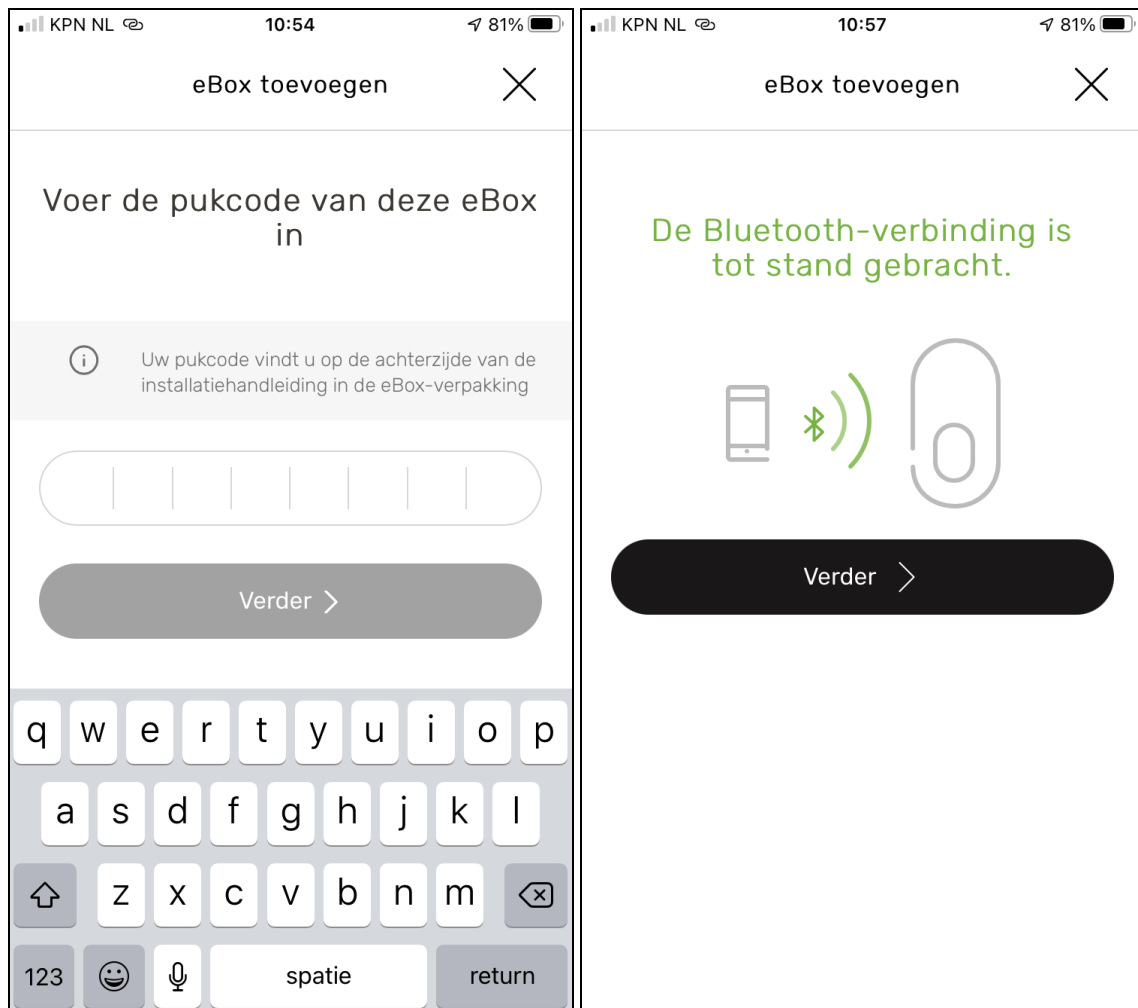 KPN NL 10:54 81%
eBox toevoegen
Voer de pukcode van deze eBox
in
Uw pukcode vindt u op de achterzijde van de
installatiehandleiding in de eBox-verpakking
Verder
q w e r t y u i o p
a s d f g h j k l
z x c v b n m
123 spatie return
KPN NL 10:57 81%
eBox toevoegen
De Bluetooth-verbinding is
tot stand gebracht.
Verder